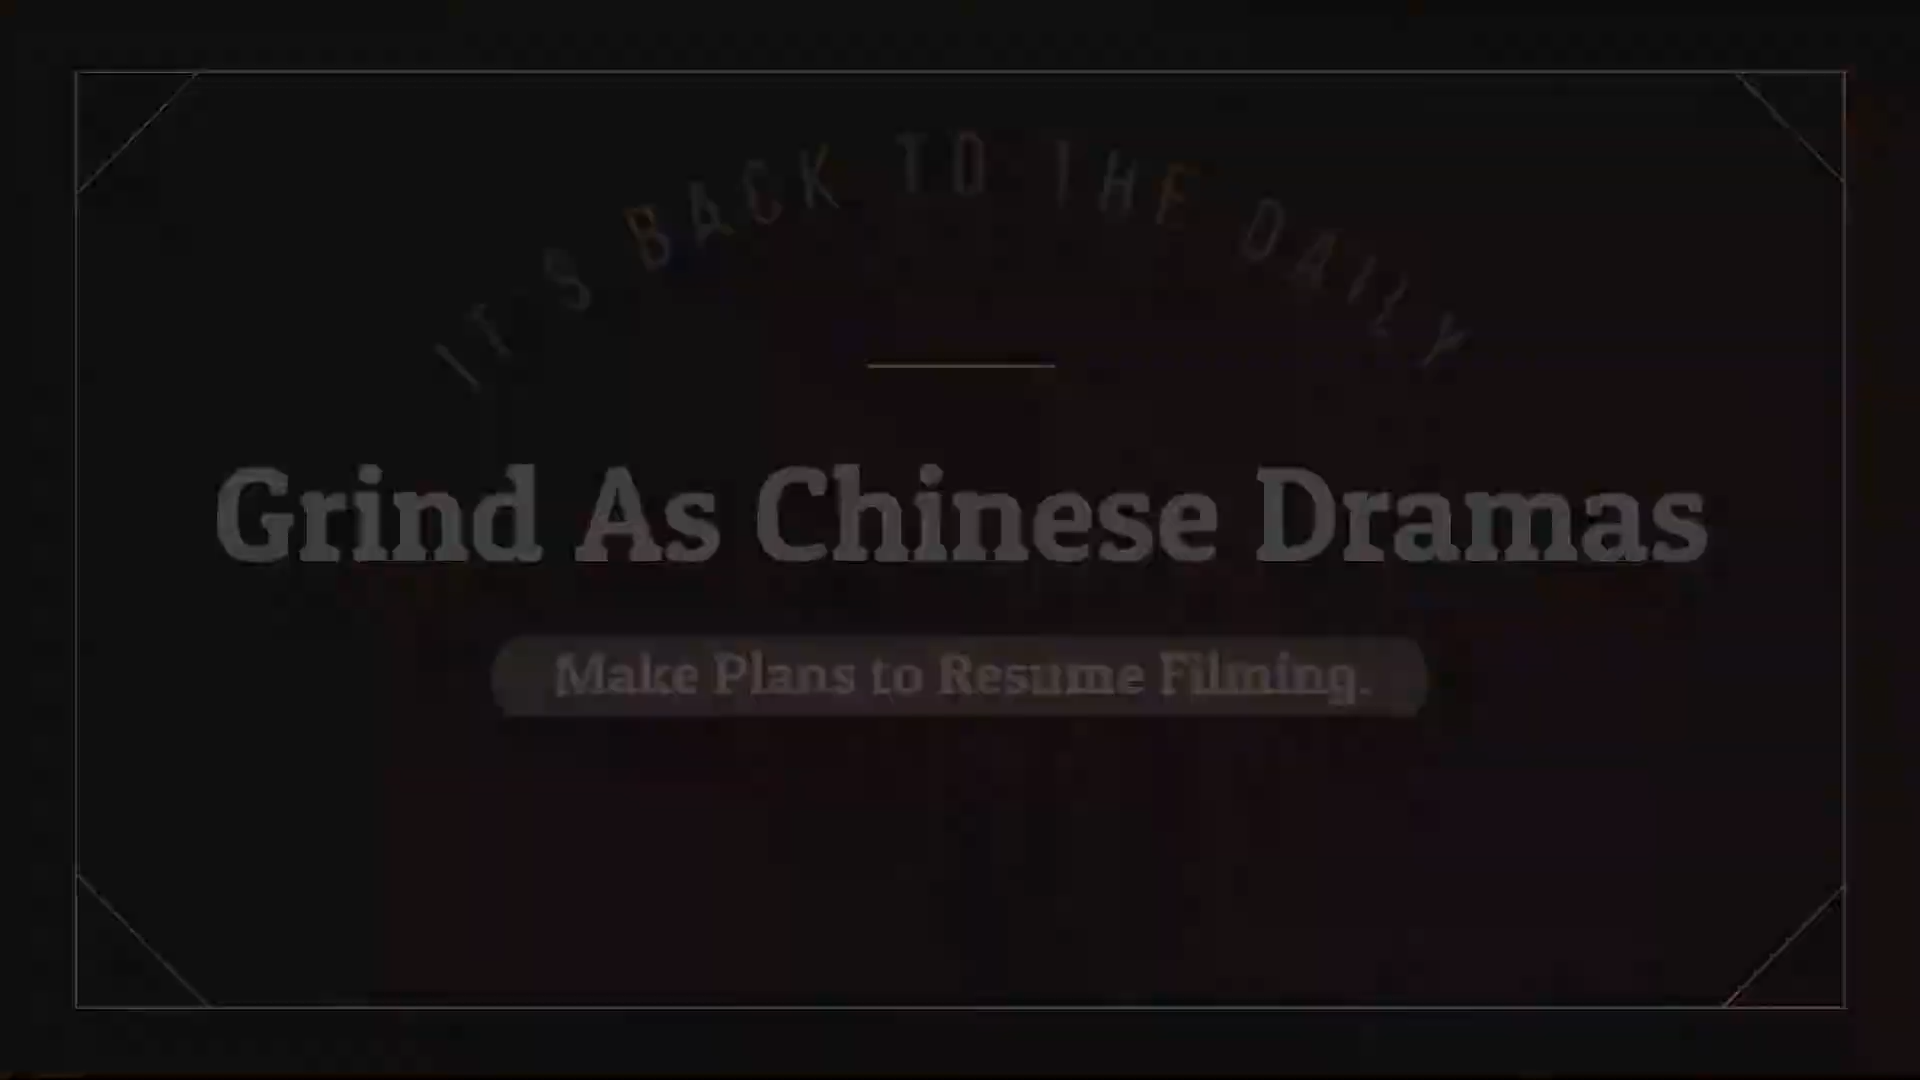 IT S BACK TO THE DAILY
Grind As Chinese Dramas
Make Plans to Resume Filming.